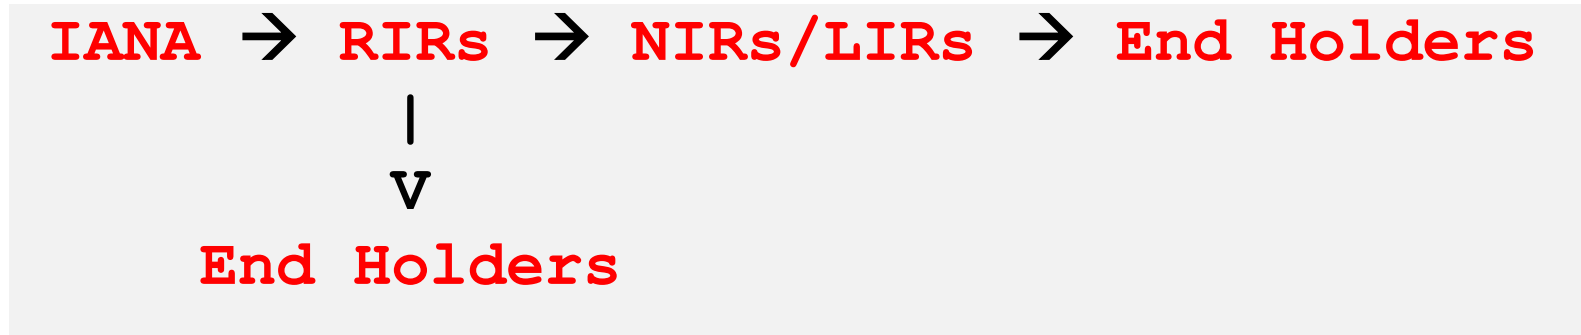 IANA → RIRs → NIRs/LIRs → End Holders
|
v
End Holders